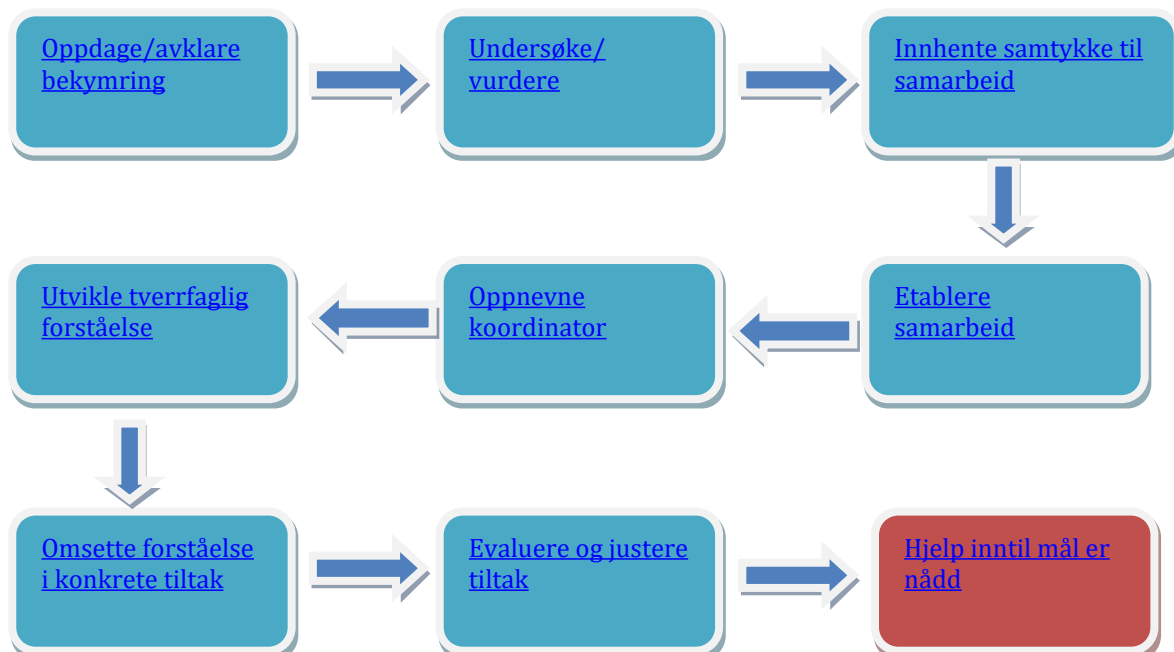 Oppdage/avklare
bekymring
Undersøke/
vurdere
Innhente samtykke til
samarbeid
Etablere
samarbeid
Oppnevne
koordinator
Utvikle tverrfaglig
forståelse
Omsette forståelse
i konkrete tiltak
Evaluere og justere
tiltak
Hjelp inntil mål er
nådd